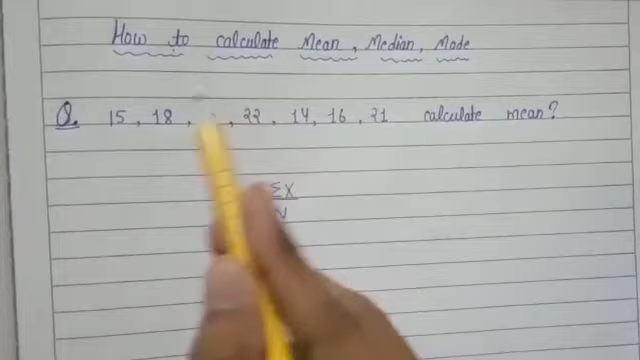 How to calculate Mean, Median, Mode
Q. 15, 18, , 22, 14, 16, 21 calculate mean?
ΣX
N